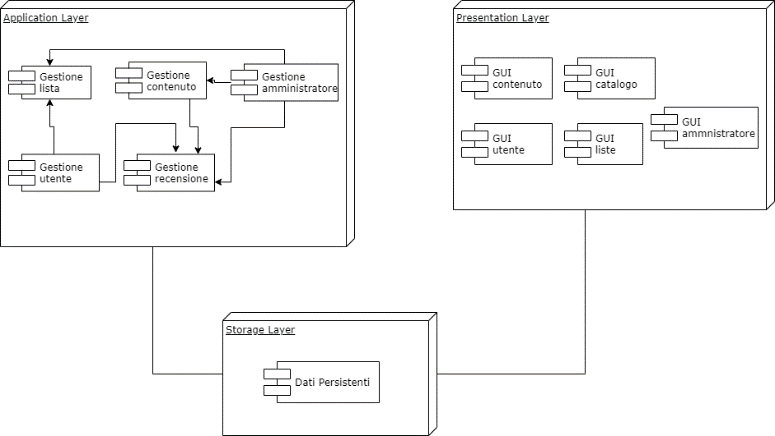 Application Layer
Gestione
lista
Gestione
contenuto
Gestione
amministratore
Gestione
utente
Gestione
recensione
Presentation Layer
GUI
contenuto
GUI
catalogo
GUI
ammnistratore
GUI
utente
GUI
liste
Storage Layer
Dati Persistenti